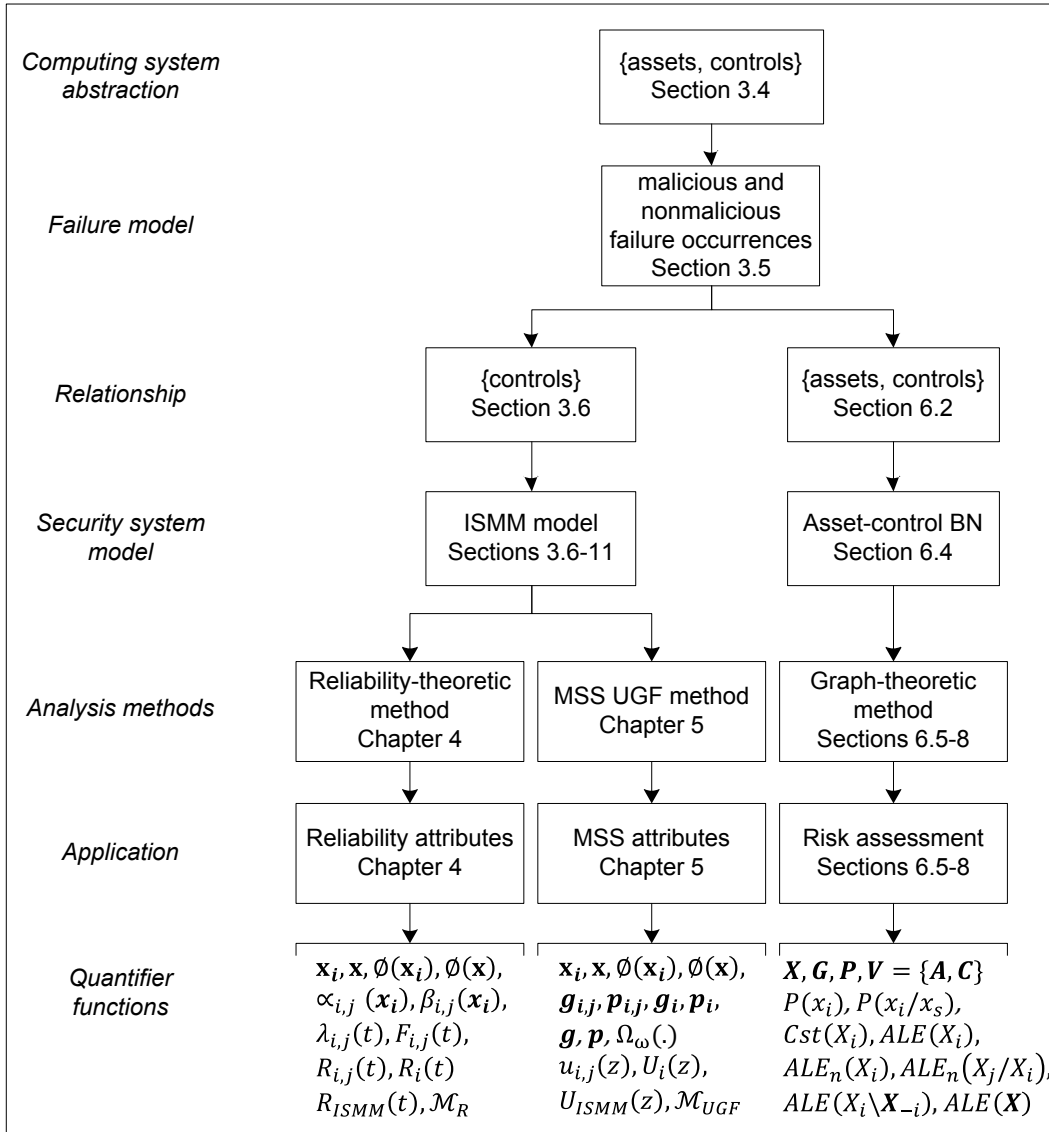 Computing system
abstraction
{assets, controls}
Section 3.4
Failure model
malicious and
nonmalicious
failure occurrences
Section 3.5
Relationship
{controls}
Section 3.6
{assets, controls}
Section 6.2
Security system
model
ISMM model
Sections 3.6-11
Asset-control BN
Section 6.4
Analysis methods
Reliability-theoretic
method
Chapter 4
MSS UGF method
Chapter 5
Graph-theoretic
method
Sections 6.5-8
Application
Reliability attributes
Chapter 4
MSS attributes
Chapter 5
Risk assessment
Sections 6.5-8
Quantifier
functions
𝐱_𝐢, 𝐱, ∅(𝐱_𝐢), ∅(𝐱),
∝_{i,j} (𝒙_𝒊), β_{i,j}(𝒙_𝒊),
λ_{i,j}(t), F_{i,j}(t),
R_{i,j}(t), R_i(t)
R_{ISMM}(t), ℳ_R
𝐱_𝐢, 𝐱, ∅(𝐱_𝐢), ∅(𝐱),
𝒈_{𝒊,𝒋}, 𝒑_{𝒊,𝒋}, 𝒈_𝒊, 𝒑_𝒊,
𝒈, 𝒑, Ω_ω(.)
u_{i,j}(z), U_i(z),
U_{ISMM}(z), ℳ_{UGF}
𝑿, 𝑮, 𝑷, 𝑽 = {𝑨, 𝑪}
P(x_i), P(x_i/x_s),
Cst(X_i), ALE(X_i),
ALE_n(X_i), ALE_n(X_j/X_i),
ALE(X_i\𝑿_{−i}), ALE(𝑿)